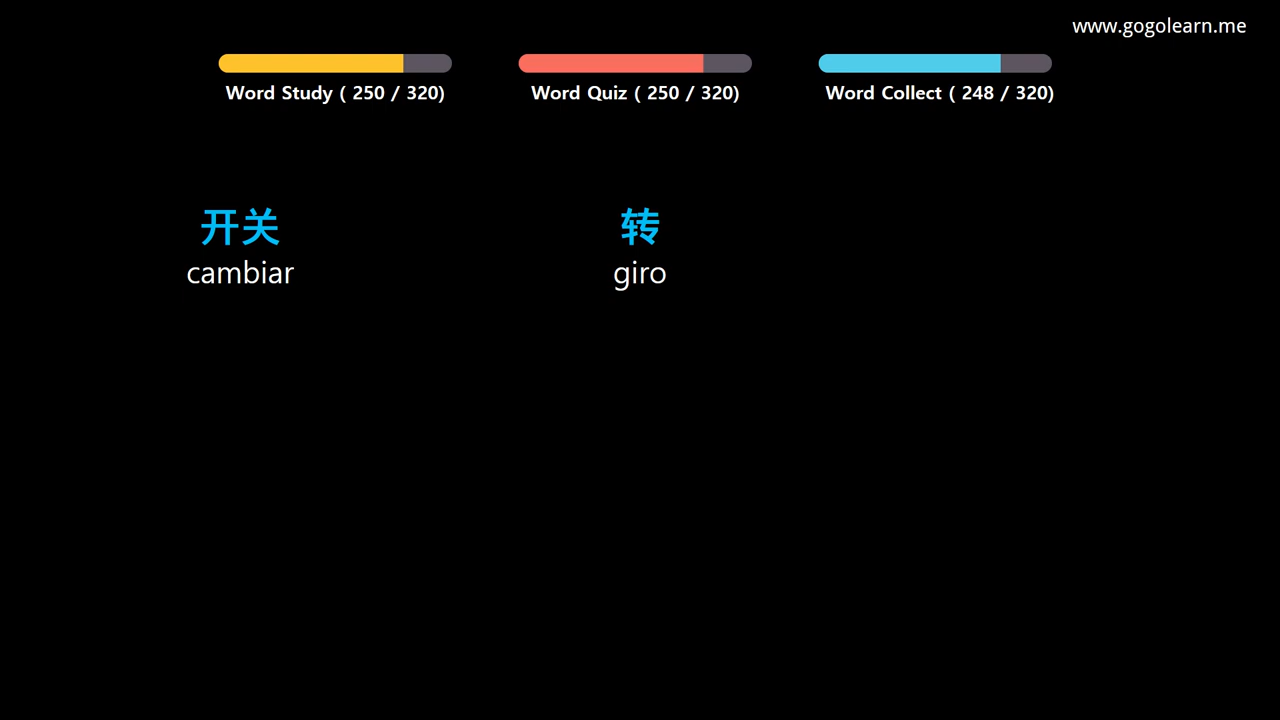 www.gogolearn.me
Word Study ( 250 / 320)
Word Quiz ( 250 / 320)
Word Collect ( 248 / 320)
开关
转
cambiar
giro